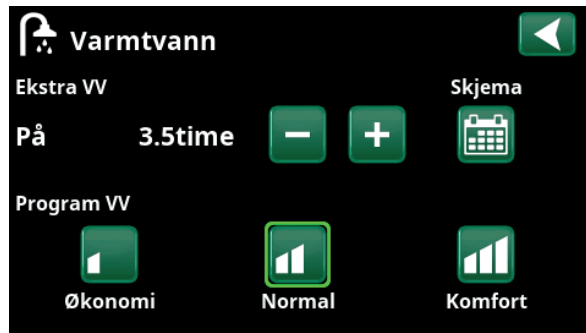 Varmtvann
Ekstra VV
Skjema
På 3.5time
Program VV
Økonomi Normal Komfort